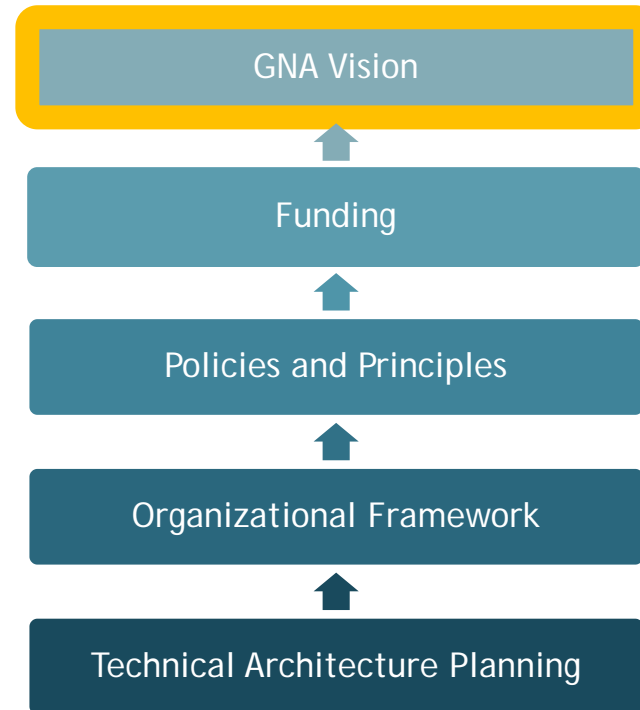 GNA Vision
Funding
Policies and Principles
Organizational Framework
Technical Architecture Planning